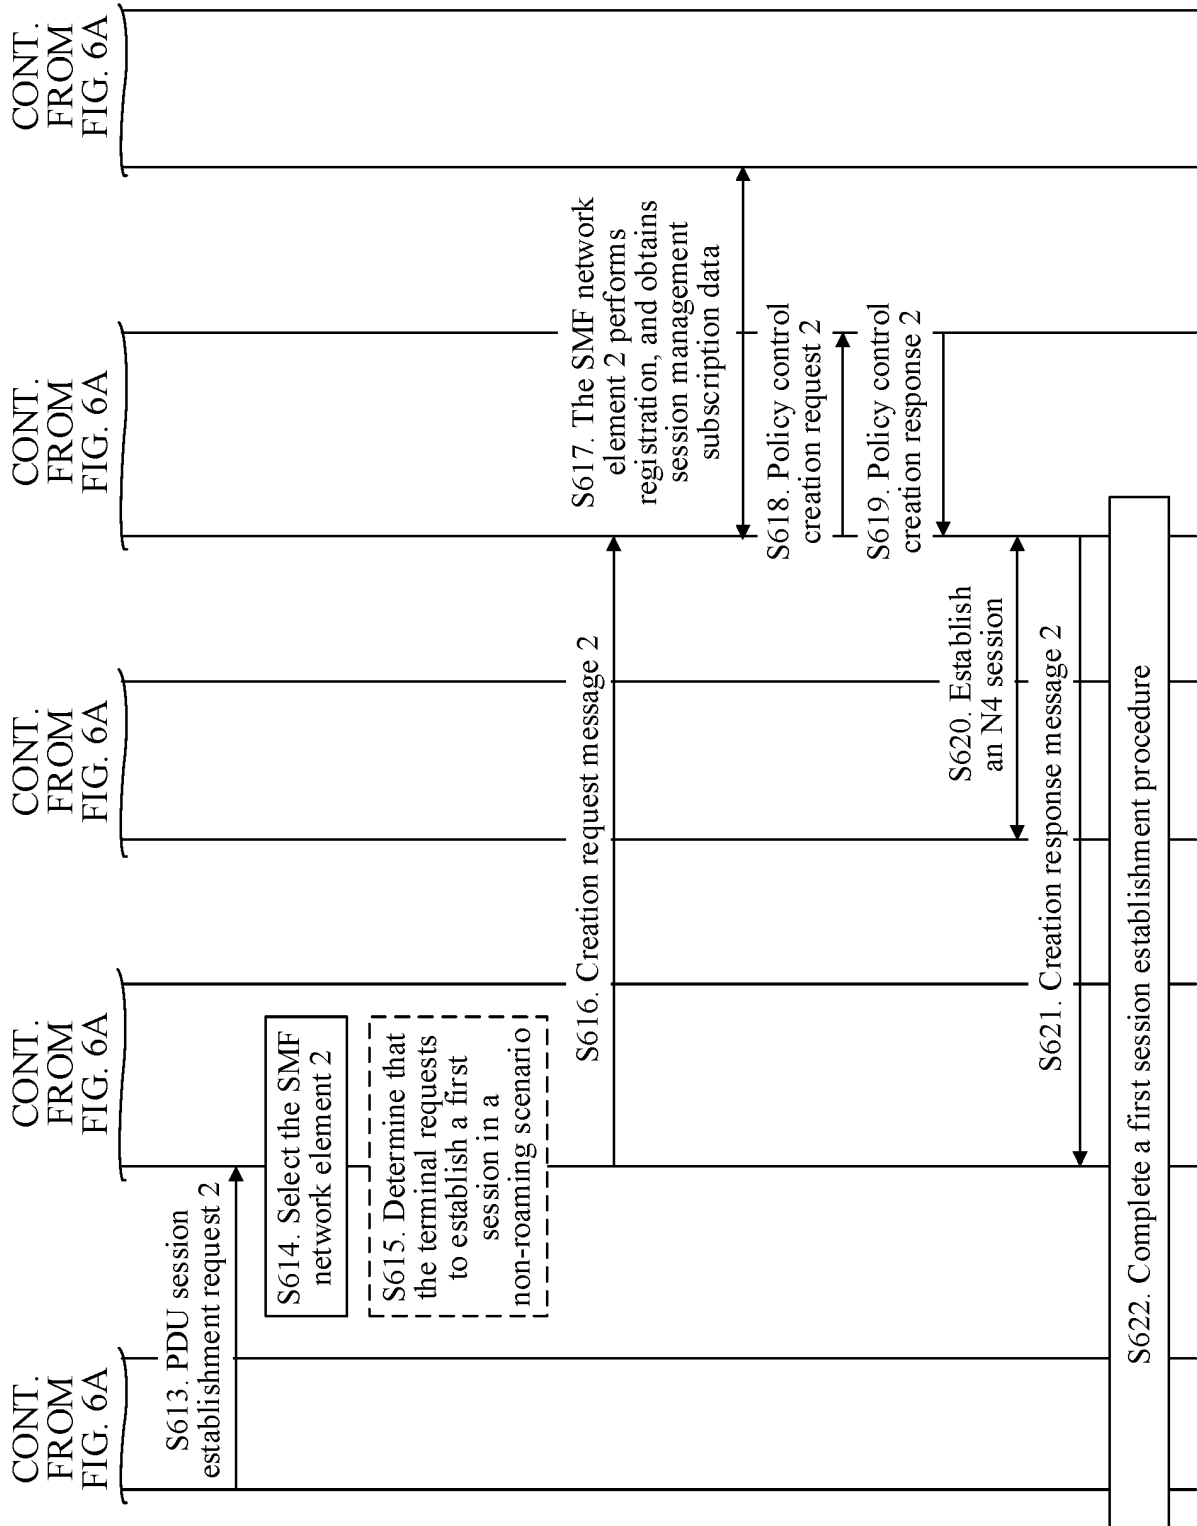 CONT.
FROM
FIG. 6A
CONT.
FROM
FIG. 6A
CONT.
FROM
FIG. 6A
CONT.
FROM
FIG. 6A
CONT.
FROM
FIG. 6A
S613. PDU session
establishment request 2
S614. Select the SMF
network element 2
S615. Determine that
the terminal requests
to establish a first
session in a
non-roaming scenario
S616. Creation request message 2
S617. The SMF network
element 2 performs
registration, and obtains
session management
subscription data
S618. Policy control
creation request 2
S619. Policy control
creation response 2
S620. Establish
an N4 session
S621. Creation response message 2
S622. Complete a first session establishment procedure